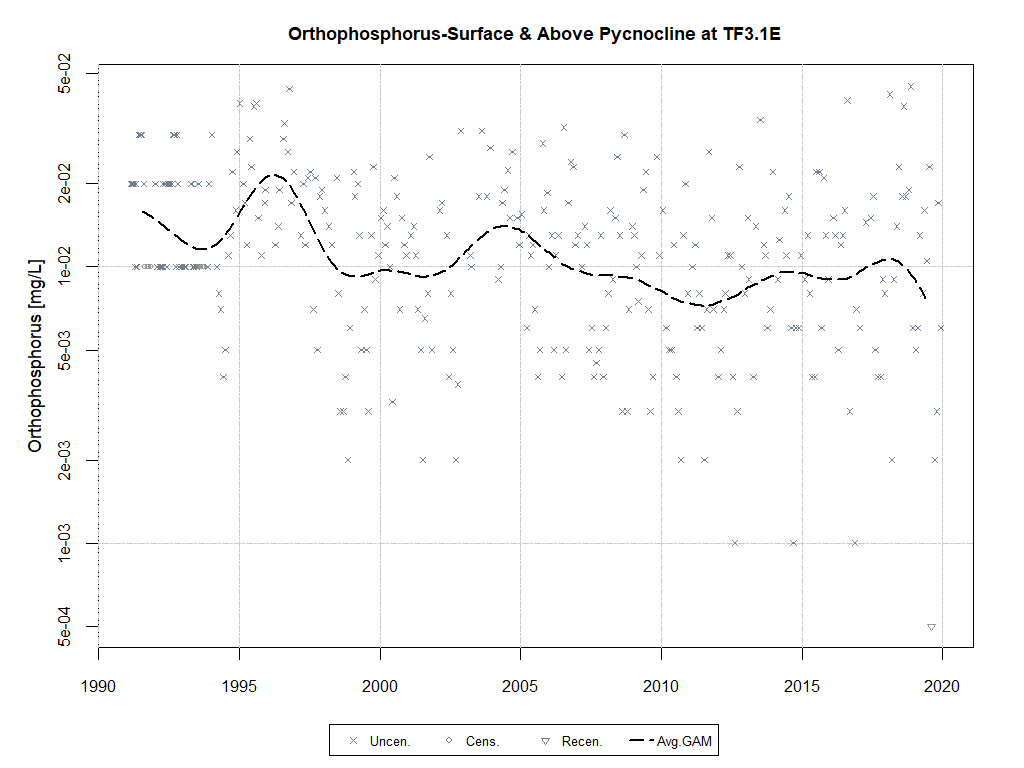 Orthophosphorus-Surface & Above Pycnocline at TF3.1E
Orthophosphorus [mg/L]
5e-02
2e-02
1e-02
5e-03
2e-03
1e-03
5e-04
1990 1995 2000 2005 2010 2015 2020
Uncen. Cens. Recen. Avg.GAM